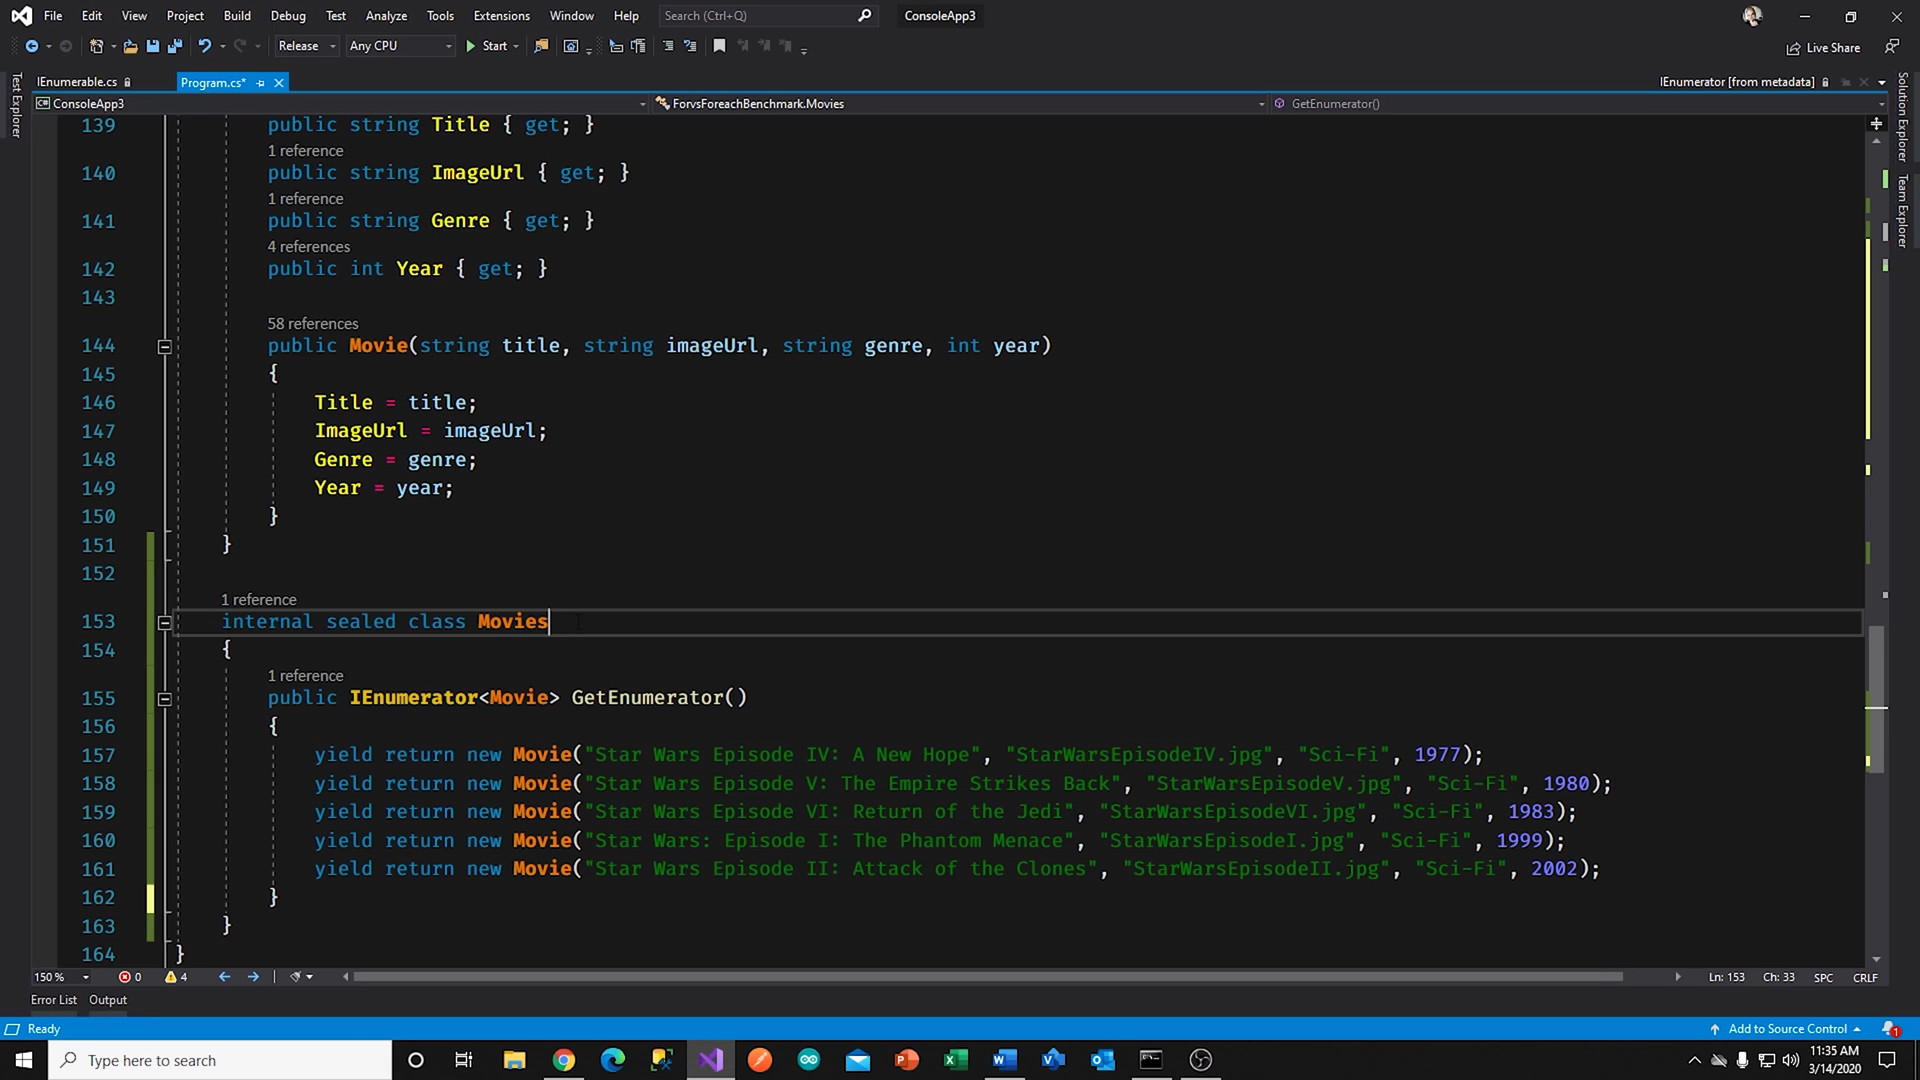 File Edit View Project Build Debug Test Analyze Tools Extensions Window Help Search (Ctrl+Q) ConsoleApp3
Release Any CPU Start Live Share
IEnumerable.cs Program.cs* IEnumerator [from metadata]
ConsoleApp3 ForvsForeachBenchmark.Movies GetEnumerator()
Test Explorer
Solution Explorer
Team Explorer
139 public string Title { get; }
1 reference
140 public string ImageUrl { get; }
1 reference
141 public string Genre { get; }
4 references
142 public int Year { get; }
143
58 references
144 public Movie(string title, string imageUrl, string genre, int year)
145 {
146 Title = title;
147 ImageUrl = imageUrl;
148 Genre = genre;
149 Year = year;
150 }
151 }
152
1 reference
153 internal sealed class Movies
154 {
1 reference
155 public IEnumerator<Movie> GetEnumerator()
156 {
157 yield return new Movie("Star Wars Episode IV: A New Hope", "StarWarsEpisodeIV.jpg", "Sci-Fi", 1977);
158 yield return new Movie("Star Wars Episode V: The Empire Strikes Back", "StarWarsEpisodeV.jpg", "Sci-Fi", 1980);
159 yield return new Movie("Star Wars Episode VI: Return of the Jedi", "StarWarsEpisodeVI.jpg", "Sci-Fi", 1983);
160 yield return new Movie("Star Wars: Episode I: The Phantom Menace", "StarWarsEpisodeI.jpg", "Sci-Fi", 1999);
161 yield return new Movie("Star Wars Episode II: Attack of the Clones", "StarWarsEpisodeII.jpg", "Sci-Fi", 2002);
162 }
163 }
164 }
150 % 0 4 Ln: 153 Ch: 33 SPC CRLF
Error List Output
Ready Add to Source Control 1
Type here to search 11:35 AM
3/14/2020